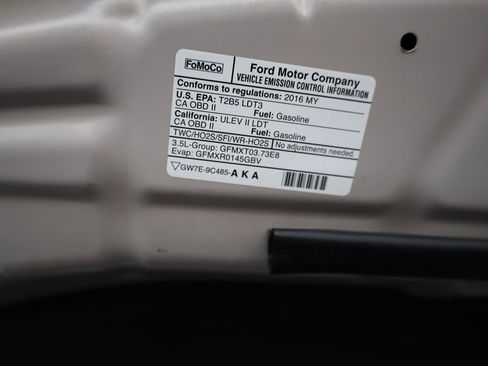 FoMoCo
Ford Motor Company
VEHICLE EMISSION CONTROL INFORMATION
Conforms to regulations: 2016 MY
U.S. EPA: T2B5 LDT3
CA OBD II Fuel: Gasoline
California: ULEV II LDT
CA OBD II Fuel: Gasoline
TWC/HO2S/SFI/WR-HO2S No adjustments needed.
3.5L-Group: GFMXT03.73E8
Evap: GFMXR0145GBV
GW7E-9C485-AKA